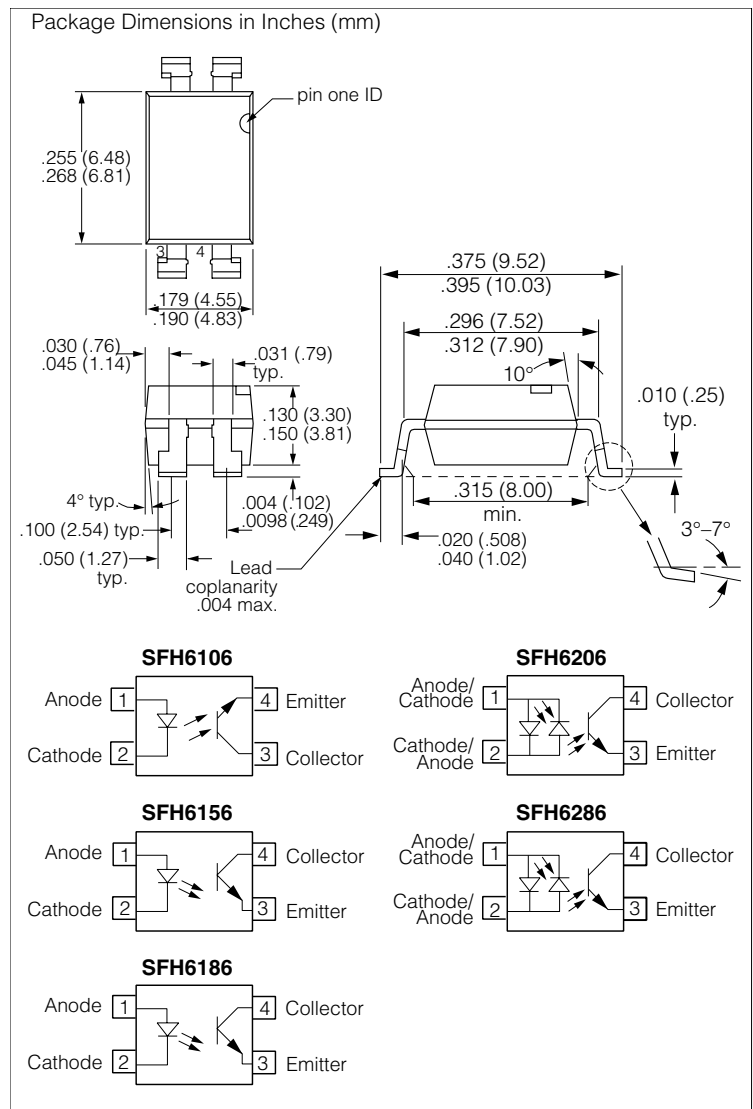 Package Dimensions in Inches (mm)
pin one ID
.255 (6.48)
.268 (6.81)
3 4
.179 (4.55)
.190 (4.83)
.375 (9.52)
.395 (10.03)
.296 (7.52)
.312 (7.90)
10°
.030 (.76)
.045 (1.14)
.031 (.79)
typ.
.130 (3.30)
.150 (3.81)
.010 (.25)
typ.
4° typ.
.004 (.102)
.0098 (.249)
.315 (8.00)
min.
.100 (2.54) typ.
.050 (1.27)
typ.
.020 (.508)
.040 (1.02)
3°–7°
Lead
coplanarity
.004 max.
SFH6106
Anode 1
4 Emitter
Cathode 2
3 Collector
SFH6206
Anode/
Cathode 1
4 Collector
Cathode/
Anode 2
3 Emitter
SFH6156
Anode 1
4 Collector
Cathode 2
3 Emitter
SFH6286
Anode/
Cathode 1
4 Collector
Cathode/
Anode 2
3 Emitter
SFH6186
Anode 1
4 Collector
Cathode 2
3 Emitter